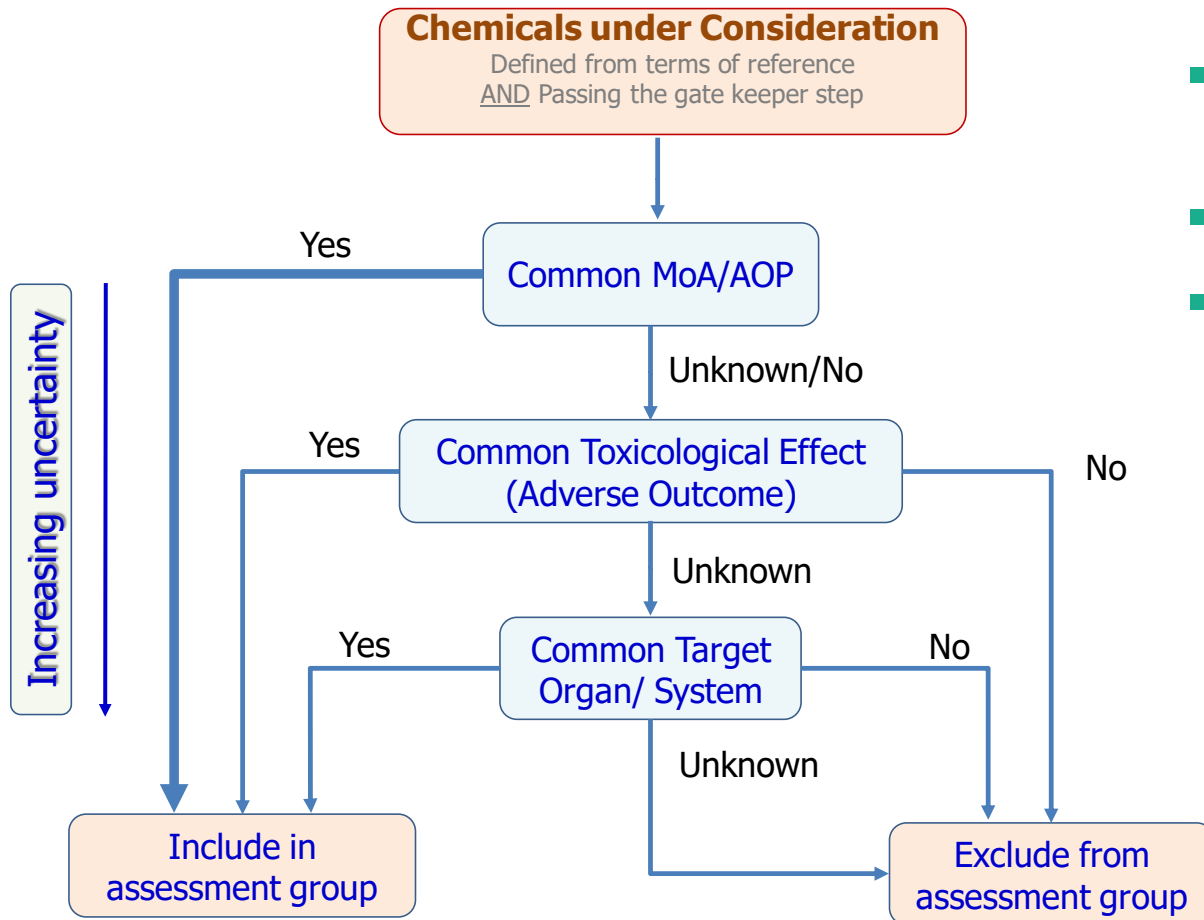 Chemicals under Consideration
Defined from terms of reference
AND Passing the gate keeper step
Yes
Common MoA/AOP
Increasing uncertainty
Unknown/No
Yes
Common Toxicological Effect
(Adverse Outcome)
No
Unknown
Yes
Common Target
Organ/ System
No
Unknown
Include in
assessment group
Exclude from
assessment group